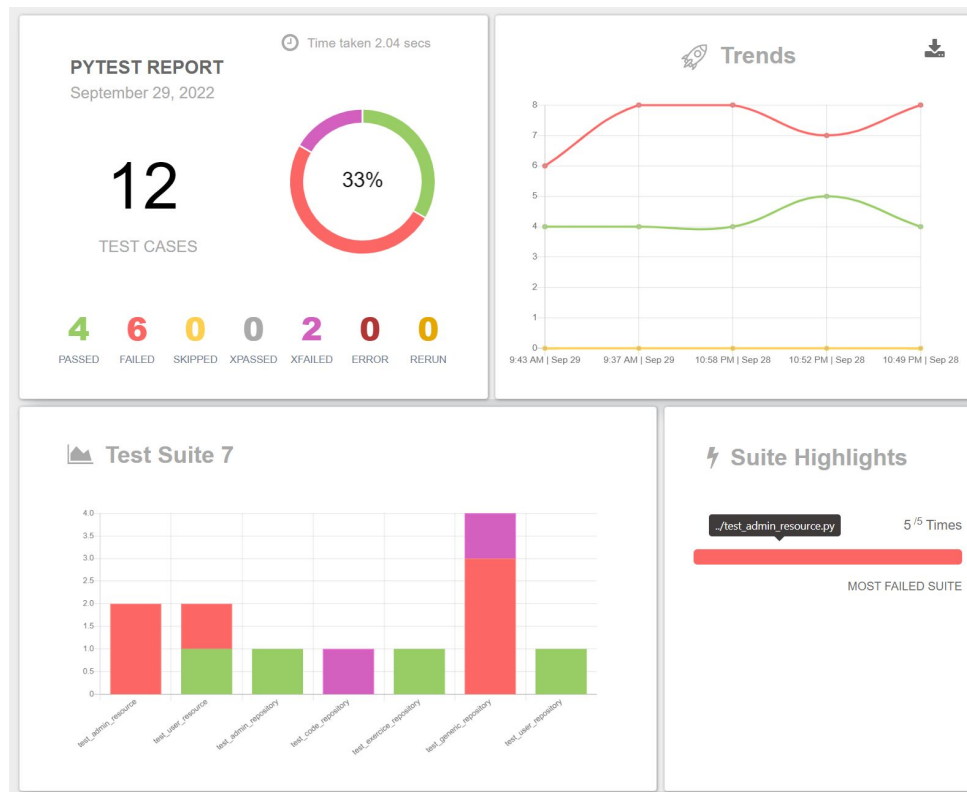 Time taken 2.04 secs
PYTEST REPORT
September 29, 2022
33%
12
TEST CASES
4 6 0 0 2 0 0
PASSED FAILED SKIPPED XPASSED XFAILED ERROR RERUN
Trends
8
7
6
5
4
3
2
1
0
9:43 AM | Sep 29 9:37 AM | Sep 29 10:58 PM | Sep 28 10:52 PM | Sep 28 10:49 PM | Sep 28
Test Suite 7
4.0
3.5
3.0
2.5
2.0
1.5
1.0
0.5
0
test_admin_resource
test_user_resource
test_admin_repository
test_code_repository
test_exercice_repository
test_generic_repository
test_user_repository
Suite Highlights
../test_admin_resource.py
5 /5 Times
MOST FAILED SUITE